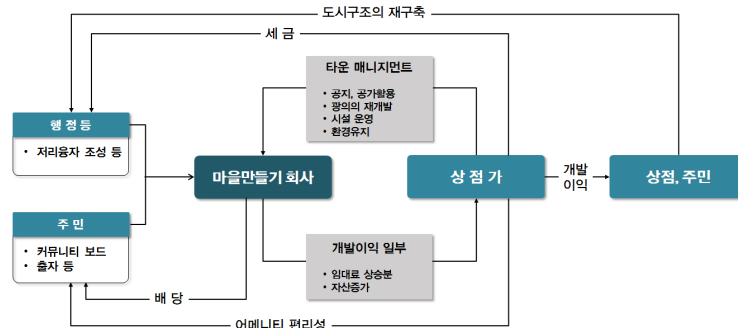 도시구조의 재구축
세 금
타운 매니지먼트
• 공지, 공가활용
• 광의의 재개발
• 시설 운영
• 환경유지
행 정 등
• 저리융자 조성 등
마을만들기 회사
상 점 가
개발
이익
상점, 주민
주 민
• 커뮤니티 보드
• 출자 등
개발이익 일부
• 임대료 상승분
• 자산증가
배 당
어메니티 편리성